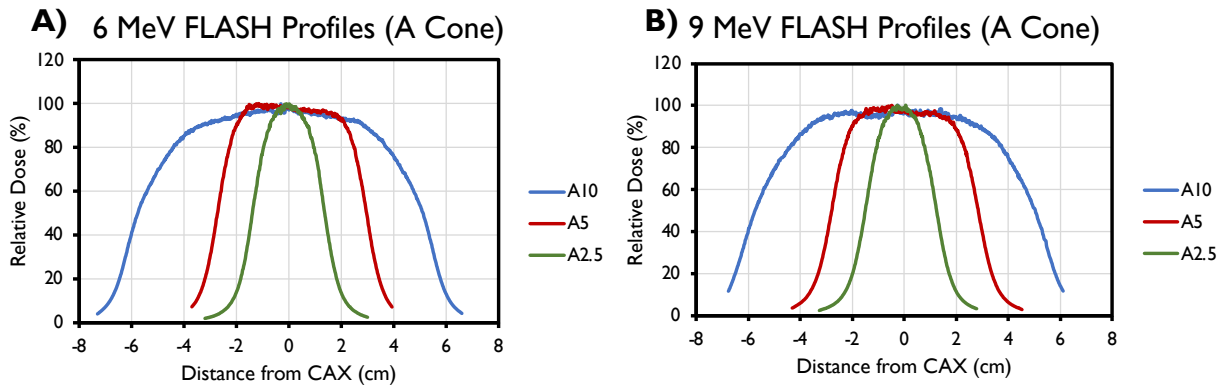 A) 6 MeV FLASH Profiles (A Cone)
120
100
80
60
40
20
0
Relative Dose (%)
-8 -6 -4 -2 0 2 4 6 8
Distance from CAX (cm)
A10
A5
A2.5
B) 9 MeV FLASH Profiles (A Cone)
120
100
80
60
40
20
0
Relative Dose (%)
-8 -6 -4 -2 0 2 4 6 8
Distance from CAX (cm)
A10
A5
A2.5